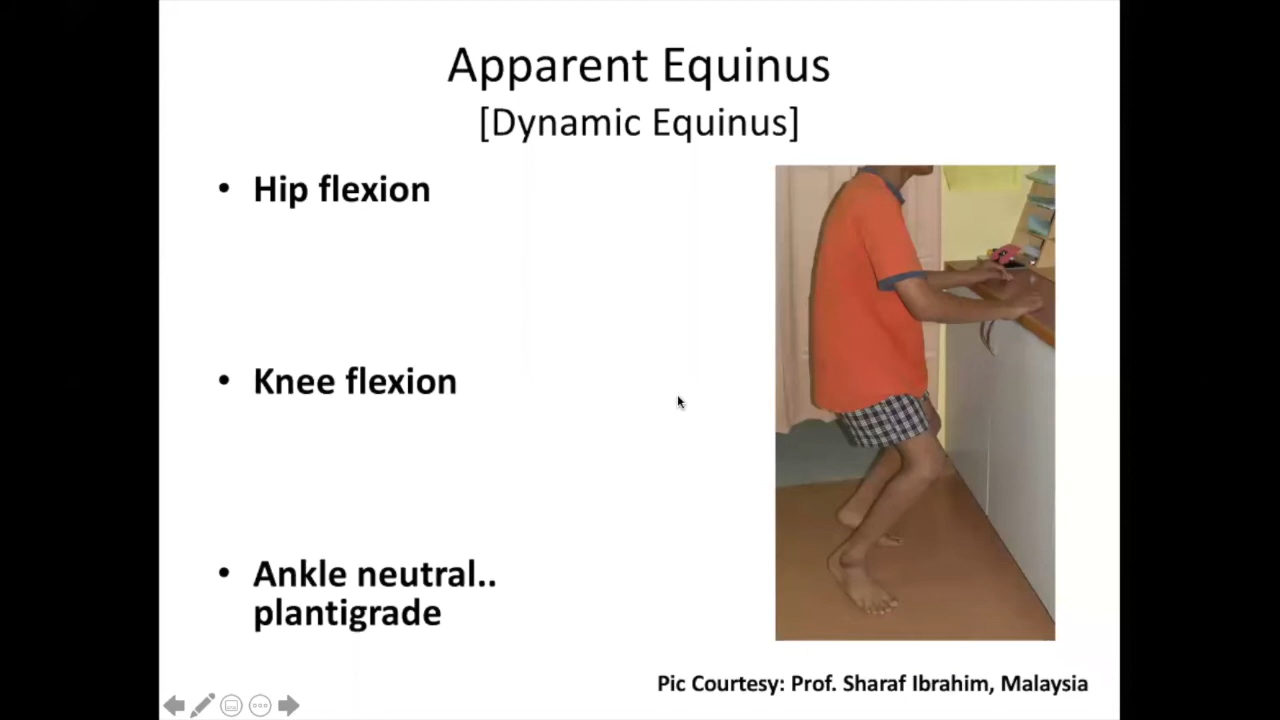 Apparent Equinus
[Dynamic Equinus]
• Hip flexion
• Knee flexion
• Ankle neutral..
plantigrade
Pic Courtesy: Prof. Sharaf Ibrahim, Malaysia